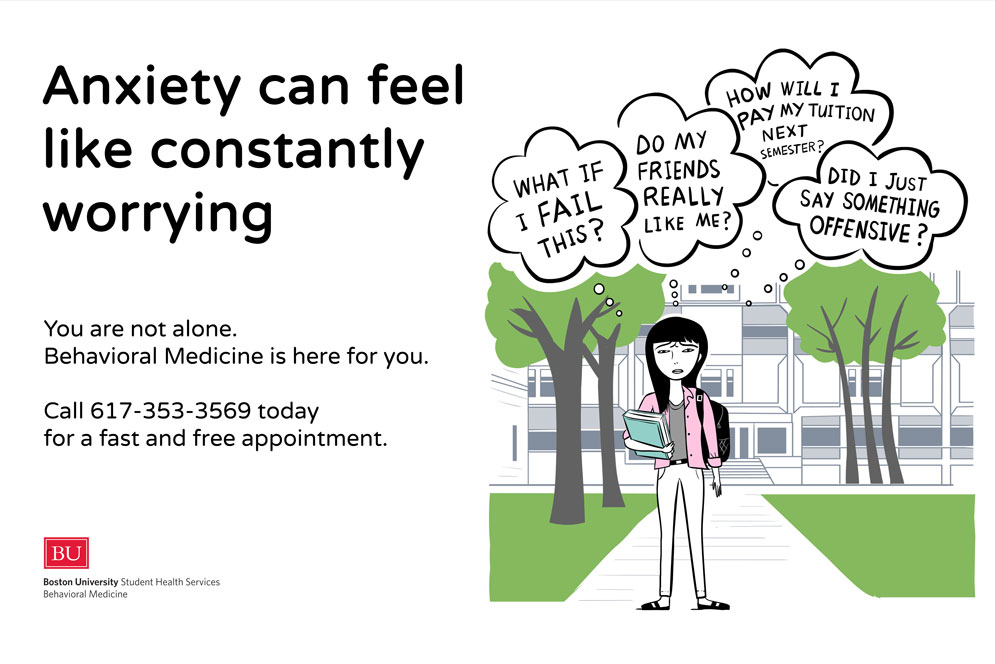 Anxiety can feel
like constantly
worrying
You are not alone.
Behavioral Medicine is here for you.
Call 617-353-3569 today
for a fast and free appointment.
BU
Boston University Student Health Services
Behavioral Medicine
WHAT IF
I FAIL
THIS?
DO MY
FRIENDS
REALLY
LIKE ME?
HOW WILL I
PAY MY TUITION
NEXT
SEMESTER?
DID I JUST
SAY SOMETHING
OFFENSIVE?